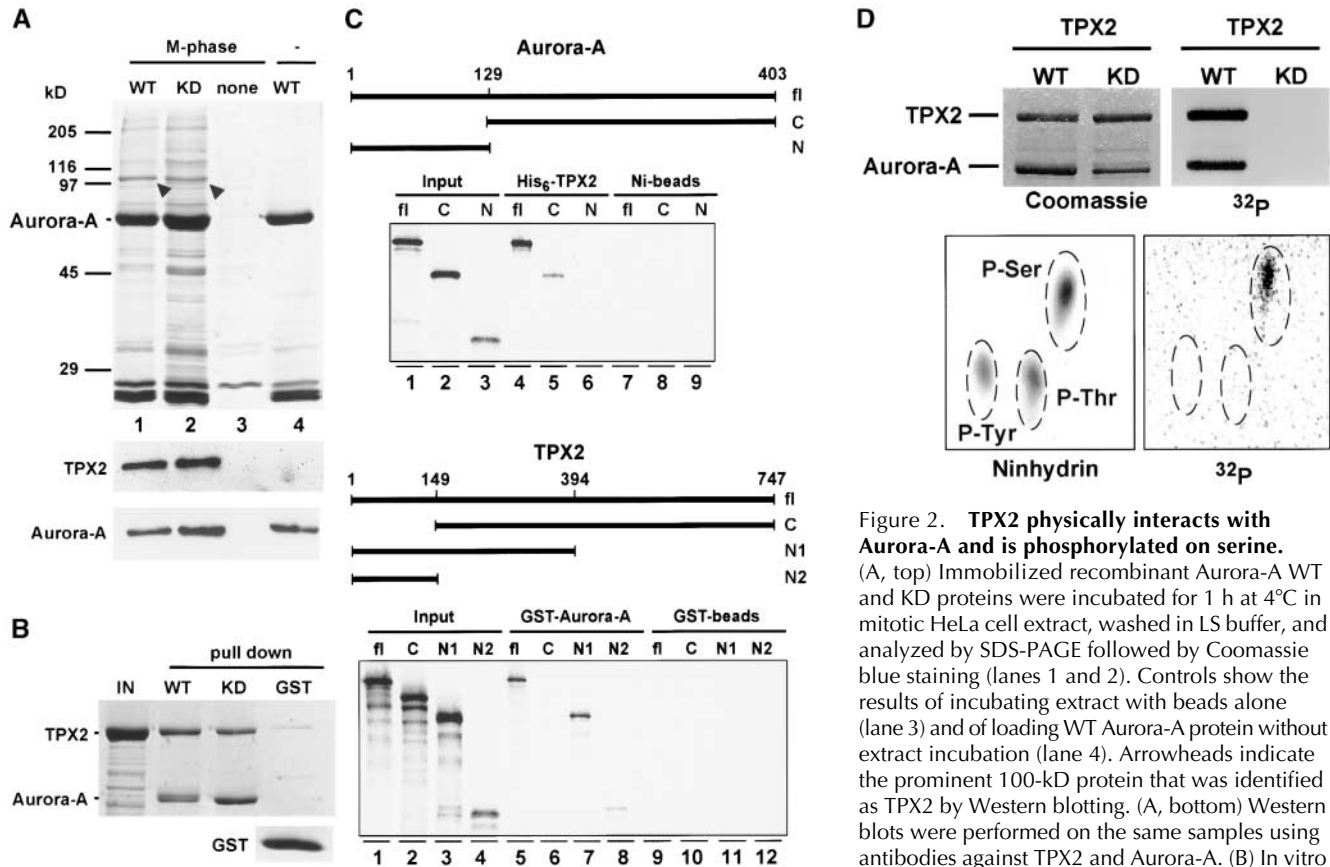 A
M-phase -
kD WT KD none WT
205
116
97
Aurora-A
45
29
1 2 3 4
TPX2
Aurora-A
B
pull down
IN WT KD GST
TPX2
Aurora-A
GST
C
Aurora-A
1 129 403
fl
C
N
Input His6-TPX2 Ni-beads
fl C N fl C N fl C N
1 2 3 4 5 6 7 8 9
TPX2
1 149 394 747
fl
C
N1
N2
Input GST-Aurora-A GST-beads
fl C N1 N2 fl C N1 N2 fl C N1 N2
1 2 3 4 5 6 7 8 9 10 11 12
D
TPX2 TPX2
WT KD WT KD
TPX2
Aurora-A
Coomassie 32P
P-Ser
P-Thr
P-Tyr
Ninhydrin 32P
Figure 2. TPX2 physically interacts with
Aurora-A and is phosphorylated on serine.
(A, top) Immobilized recombinant Aurora-A WT
and KD proteins were incubated for 1 h at 4°C in
mitotic HeLa cell extract, washed in LS buffer, and
analyzed by SDS-PAGE followed by Coomassie
blue staining (lanes 1 and 2). Controls show the
results of incubating extract with beads alone
(lane 3) and of loading WT Aurora-A protein without
extract incubation (lane 4). Arrowheads indicate
the prominent 100-kD protein that was identified
as TPX2 by Western blotting. (A, bottom) Western
blots were performed on the same samples using
antibodies against TPX2 and Aurora-A. (B) In vitro